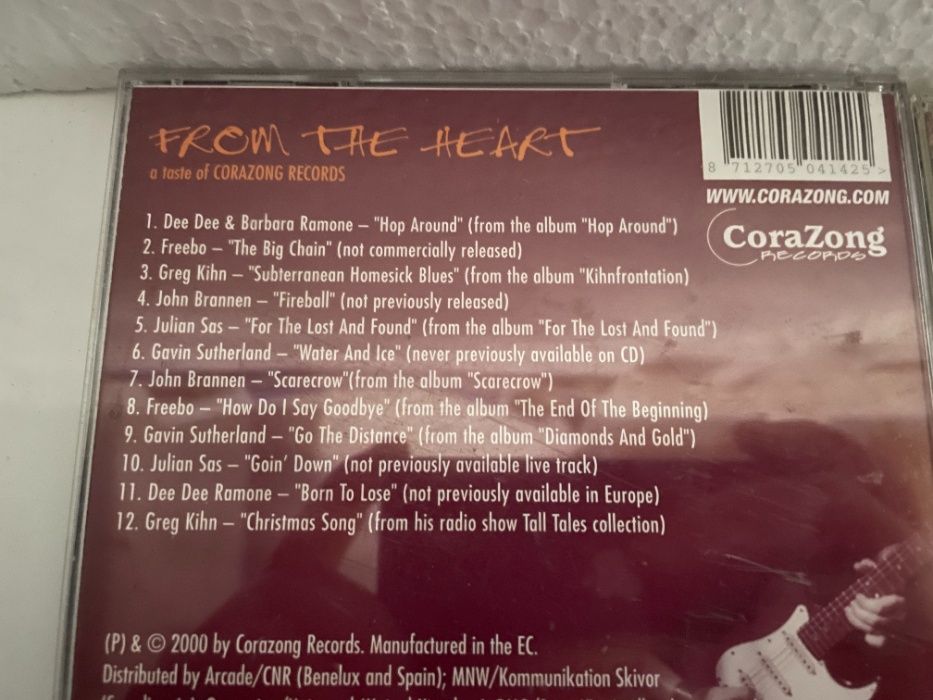 FROM THE HEART
a taste of CORAZONG RECORDS
8 712705 041425 >
WWW.CORAZONG.COM
CoraZong
RECORDS
1. Dee Dee & Barbara Ramone – "Hop Around" (from the album "Hop Around")
2. Freebo – "The Big Chain" (not commercially released)
3. Greg Kihn – "Subterranean Homesick Blues" (from the album "Kihnfrontation)
4. John Brannen – "Fireball" (not previously released)
5. Julian Sas – "For The Lost And Found" (from the album "For The Lost And Found")
6. Gavin Sutherland – "Water And Ice" (never previously available on CD)
7. John Brannen – "Scarecrow"(from the album "Scarecrow")
8. Freebo – "How Do I Say Goodbye" (from the album "The End Of The Beginning)
9. Gavin Sutherland – "Go The Distance" (from the album "Diamonds And Gold")
10. Julian Sas – "Goin' Down" (not previously available live track)
11. Dee Dee Ramone – "Born To Lose" (not previously available in Europe)
12. Greg Kihn – "Christmas Song" (from his radio show Tall Tales collection)
(P) & © 2000 by Corazong Records. Manufactured in the EC.
Distributed by Arcade/CNR (Benelux and Spain); MNW/Kommunikation Skivor